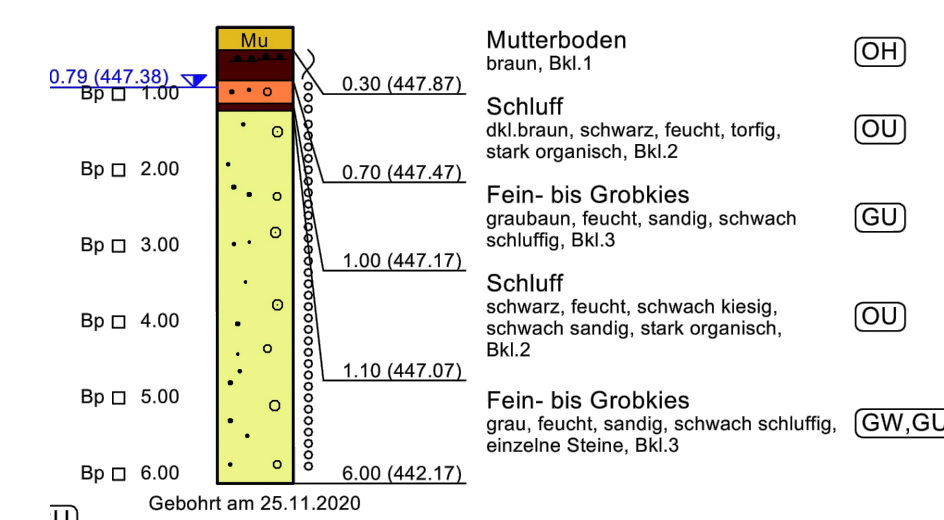 Mu
0.79 (447.38)
Bp 1.00
Bp 2.00
Bp 3.00
Bp 4.00
Bp 5.00
Bp 6.00
0.30 (447.87)
0.70 (447.47)
1.00 (447.17)
1.10 (447.07)
6.00 (442.17)
Mutterboden
braun, Bkl.1
OH
Schluff
dkl.braun, schwarz, feucht, torfig,
stark organisch, Bkl.2
OU
Fein- bis Grobkies
graubaun, feucht, sandig, schwach
schluffig, Bkl.3
GU
Schluff
schwarz, feucht, schwach kiesig,
schwach sandig, stark organisch,
Bkl.2
OU
Fein- bis Grobkies
grau, feucht, sandig, schwach schluffig,
einzelne Steine, Bkl.3
GW,GU
Gebohrt am 25.11.2020